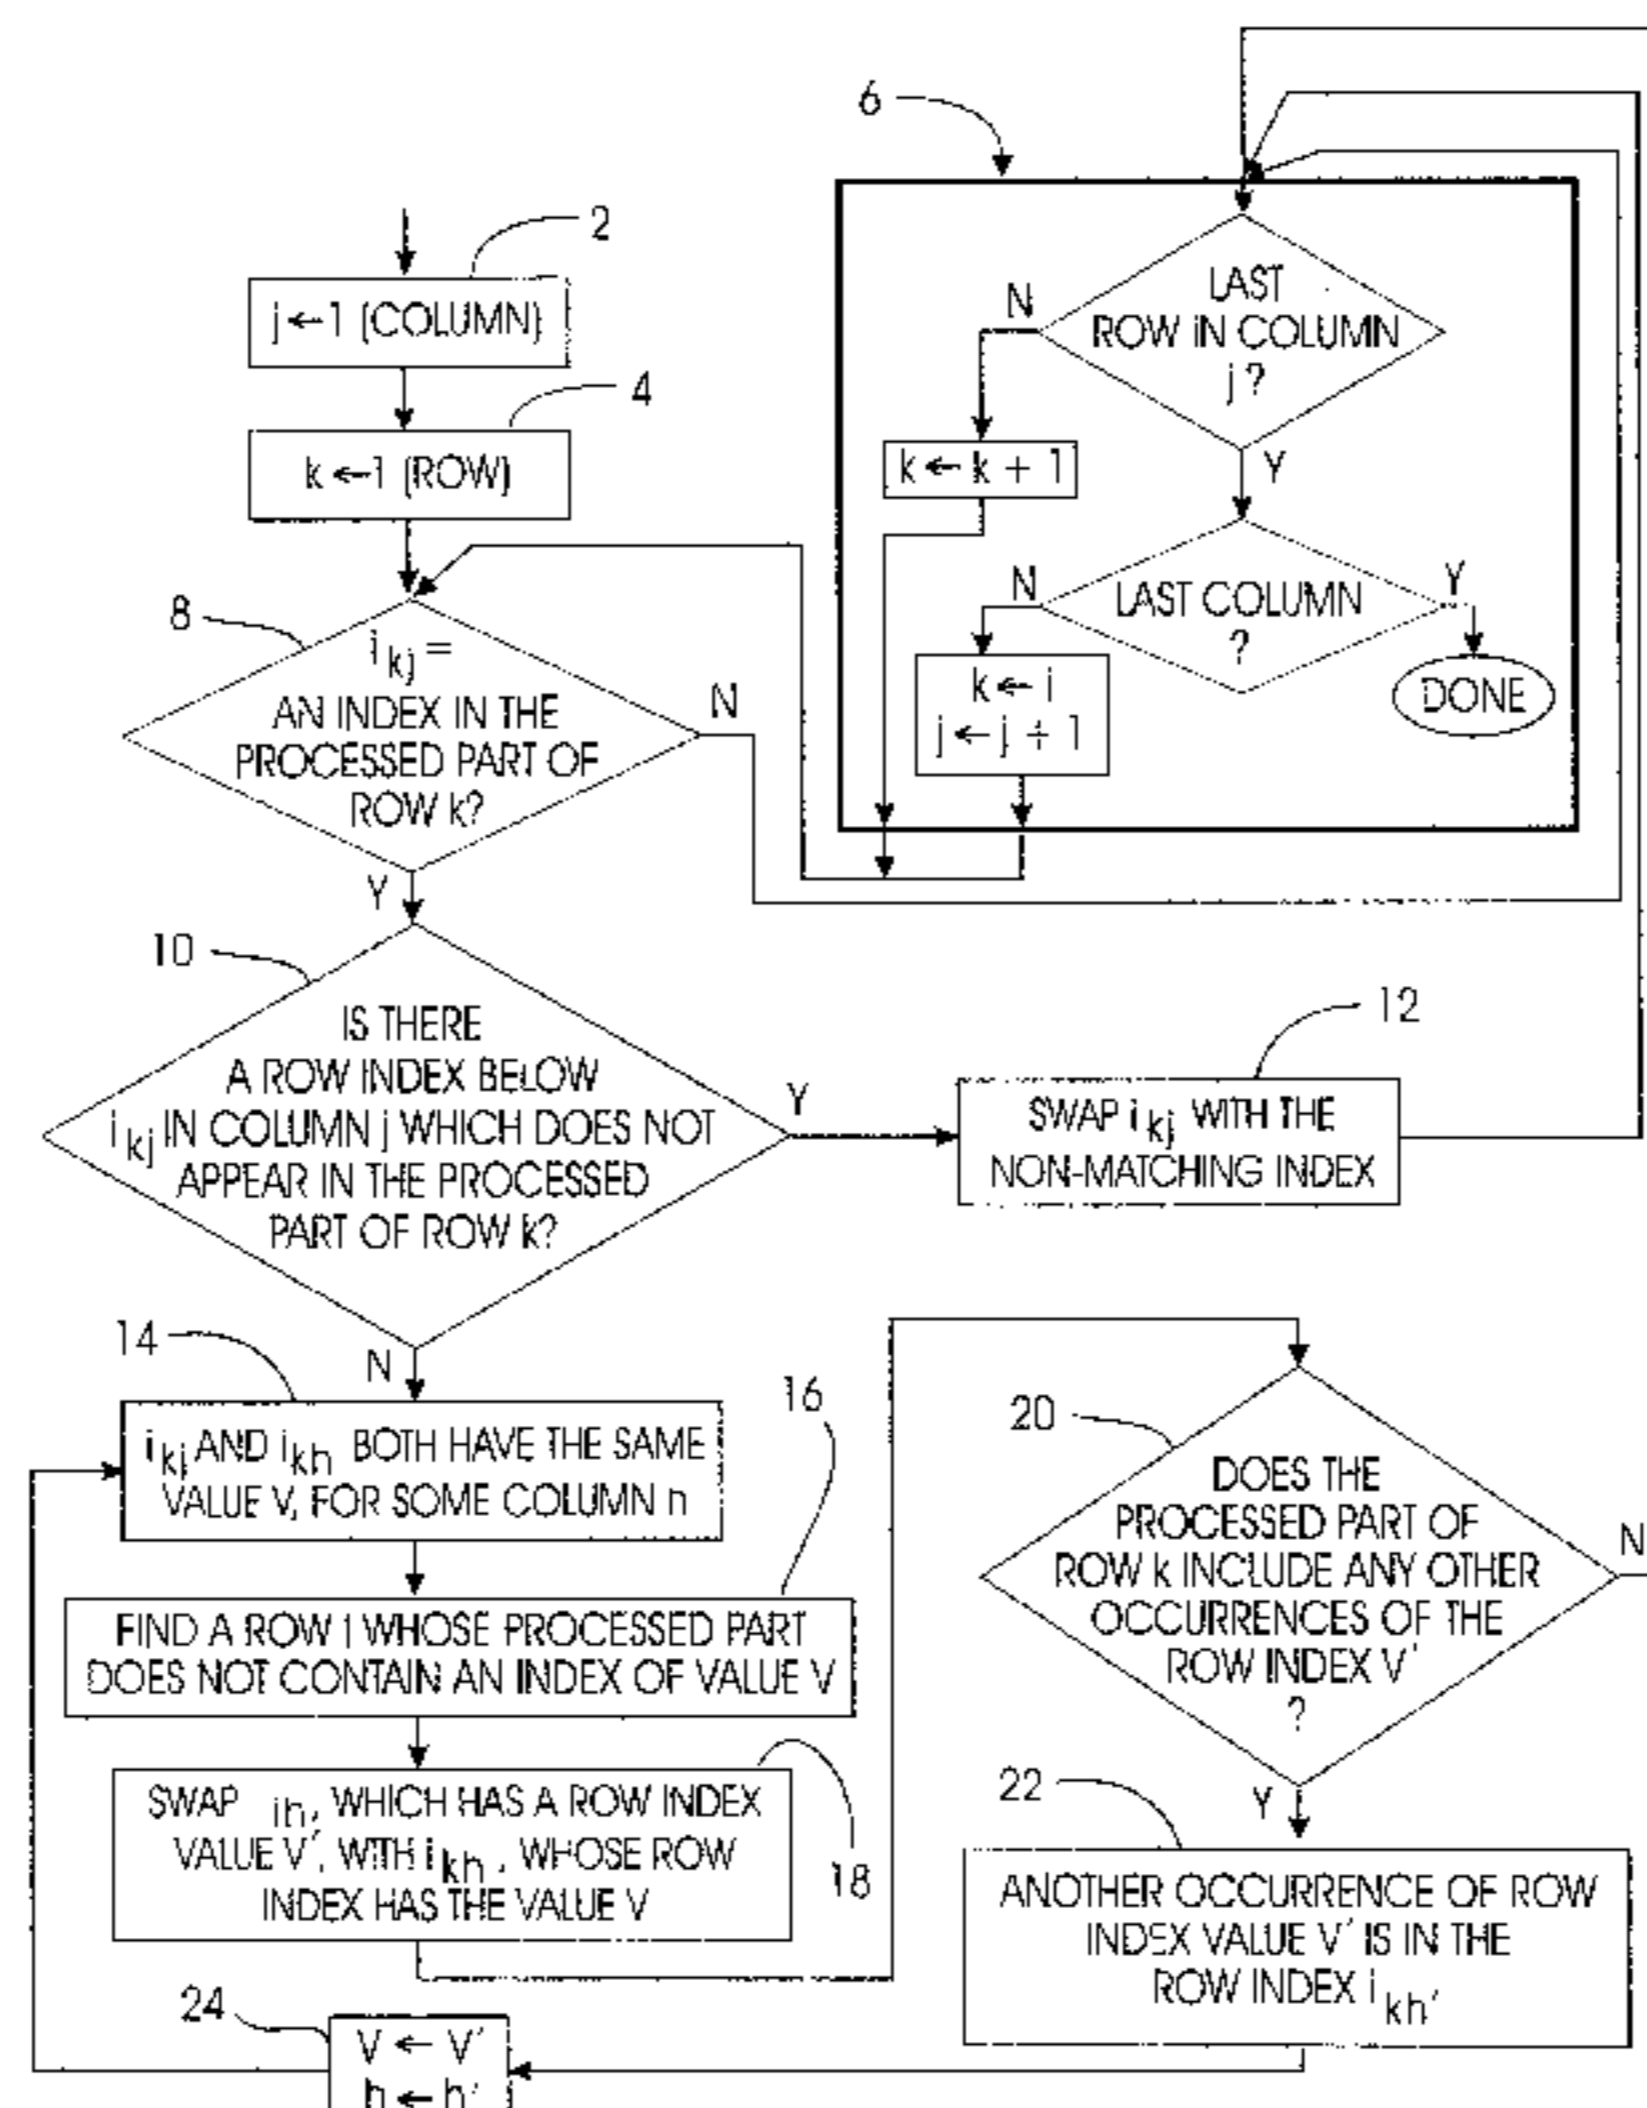 6
2
j←1 (COLUMN)
4
k←1 (ROW)
LAST
ROW IN COLUMN
j ?
N
Y
k ← k + 1
LAST COLUMN
?
N
Y
k ← i
j ← j + 1
DONE
8
i kj =
AN INDEX IN THE
PROCESSED PART OF
ROW k?
N
Y
10
IS THERE
A ROW INDEX BELOW
i kj IN COLUMN j WHICH DOES NOT
APPEAR IN THE PROCESSED
PART OF ROW k?
Y
N
12
SWAP i kj WITH THE
NON-MATCHING INDEX
14
i kj AND i kh BOTH HAVE THE SAME
VALUE V, FOR SOME COLUMN h
16
FIND A ROW i WHOSE PROCESSED PART
DOES NOT CONTAIN AN INDEX OF VALUE V
18
SWAP ih, WHICH HAS A ROW INDEX
VALUE V', WITH i kh, WHOSE ROW
INDEX HAS THE VALUE V
20
DOES THE
PROCESSED PART OF
ROW k INCLUDE ANY OTHER
OCCURRENCES OF THE
ROW INDEX V'
?
N
Y
22
ANOTHER OCCURRENCE OF ROW
INDEX VALUE V' IS IN THE
ROW INDEX i kh'
24
V ← V'
h ← h'